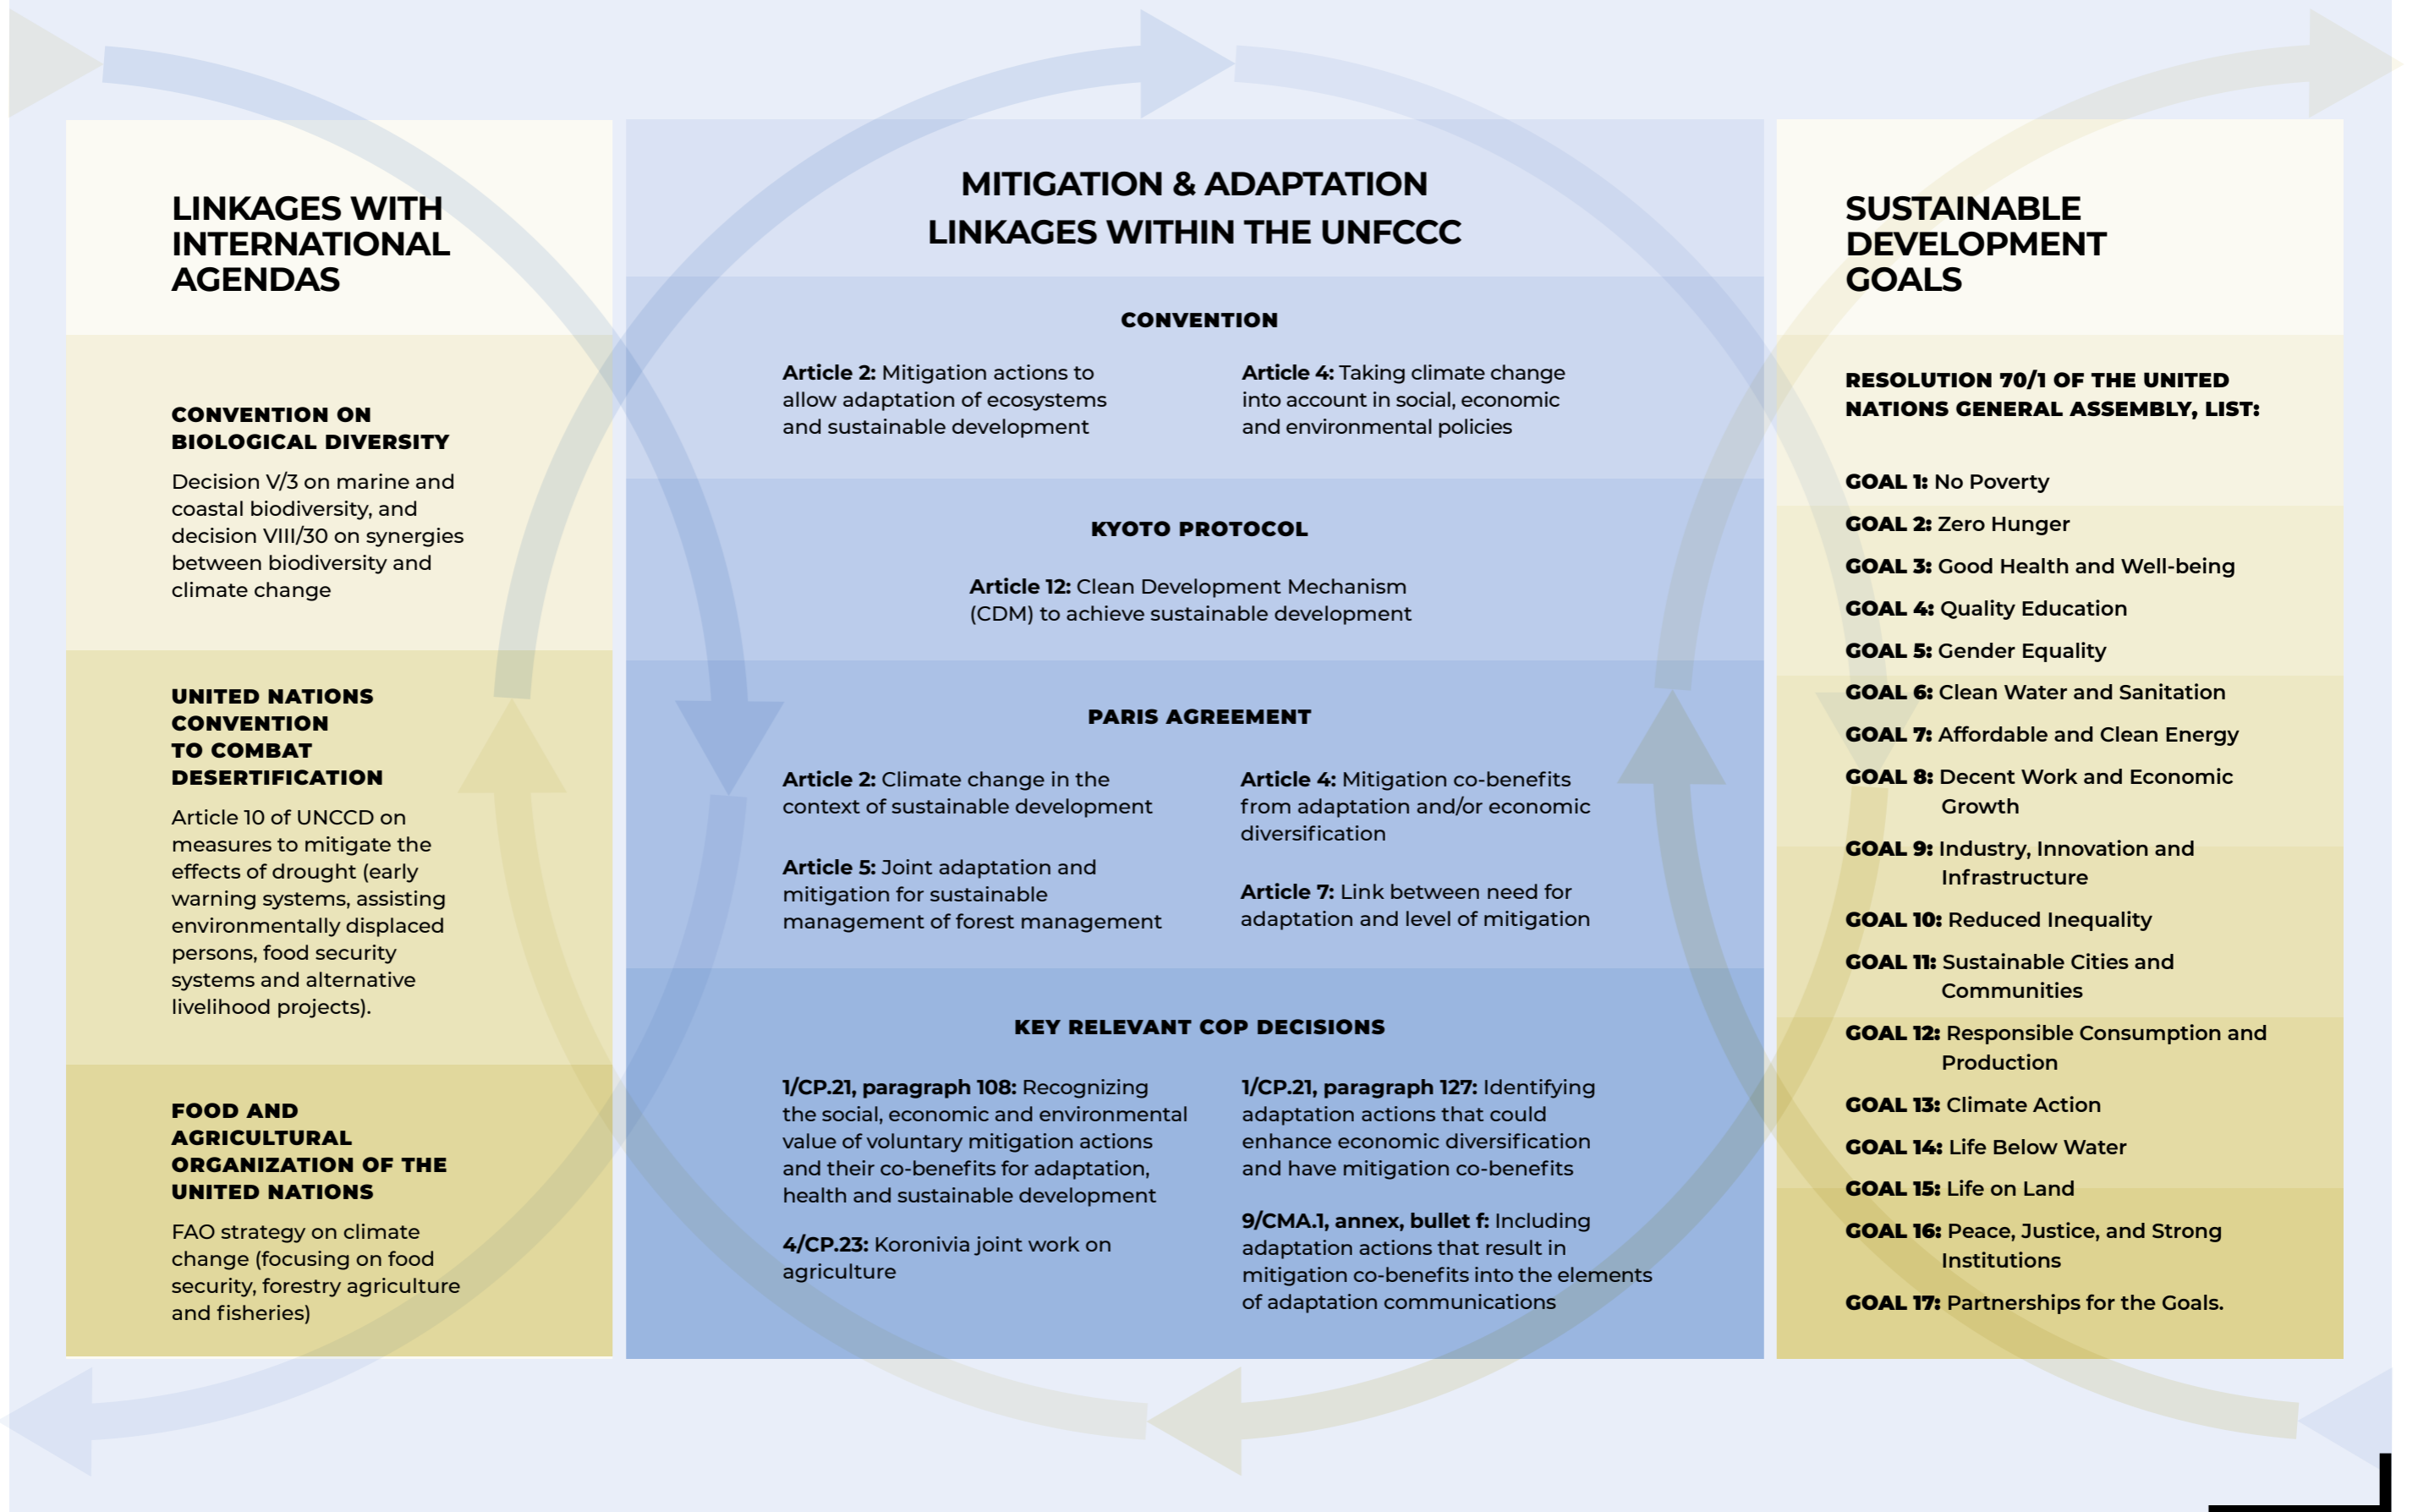 LINKAGES WITH
INTERNATIONAL
AGENDAS
CONVENTION ON
BIOLOGICAL DIVERSITY
Decision V/3 on marine and
coastal biodiversity, and
decision VIII/30 on synergies
between biodiversity and
climate change
UNITED NATIONS
CONVENTION
TO COMBAT
DESERTIFICATION
Article 10 of UNCCD on
measures to mitigate the
effects of drought (early
warning systems, assisting
environmentally displaced
persons, food security
systems and alternative
livelihood projects).
FOOD AND
AGRICULTURAL
ORGANIZATION OF THE
UNITED NATIONS
FAO strategy on climate
change (focusing on food
security, forestry agriculture
and fisheries)
MITIGATION & ADAPTATION
LINKAGES WITHIN THE UNFCCC
CONVENTION
Article 2: Mitigation actions to
allow adaptation of ecosystems
and sustainable development
Article 4: Taking climate change
into account in social, economic
and environmental policies
KYOTO PROTOCOL
Article 12: Clean Development Mechanism
(CDM) to achieve sustainable development
PARIS AGREEMENT
Article 2: Climate change in the
context of sustainable development
Article 5: Joint adaptation and
mitigation for sustainable
management of forest management
Article 4: Mitigation co-benefits
from adaptation and/or economic
diversification
Article 7: Link between need for
adaptation and level of mitigation
KEY RELEVANT COP DECISIONS
1/CP.21, paragraph 108: Recognizing
the social, economic and environmental
value of voluntary mitigation actions
and their co-benefits for adaptation,
health and sustainable development
4/CP.23: Koronivia joint work on
agriculture
1/CP.21, paragraph 127: Identifying
adaptation actions that could
enhance economic diversification
and have mitigation co-benefits
9/CMA.1, annex, bullet f: Including
adaptation actions that result in
mitigation co-benefits into the elements
of adaptation communications
SUSTAINABLE
DEVELOPMENT
GOALS
RESOLUTION 70/1 OF THE UNITED
NATIONS GENERAL ASSEMBLY, LIST:
GOAL 1: No Poverty
GOAL 2: Zero Hunger
GOAL 3: Good Health and Well-being
GOAL 4: Quality Education
GOAL 5: Gender Equality
GOAL 6: Clean Water and Sanitation
GOAL 7: Affordable and Clean Energy
GOAL 8: Decent Work and Economic
Growth
GOAL 9: Industry, Innovation and
Infrastructure
GOAL 10: Reduced Inequality
GOAL 11: Sustainable Cities and
Communities
GOAL 12: Responsible Consumption and
Production
GOAL 13: Climate Action
GOAL 14: Life Below Water
GOAL 15: Life on Land
GOAL 16: Peace, Justice, and Strong
Institutions
GOAL 17: Partnerships for the Goals.